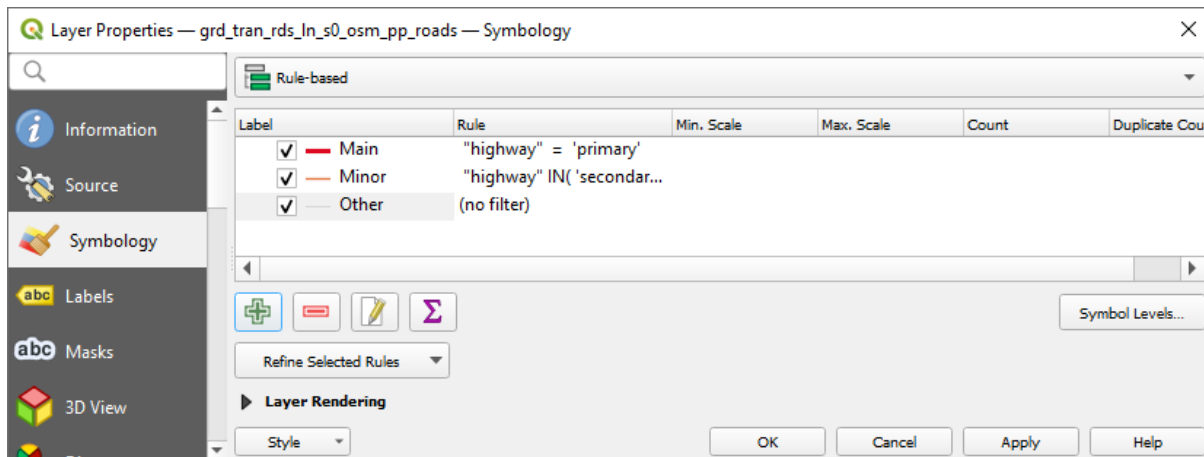 Layer Properties — grd_tran_rds_ln_s0_osm_pp_roads — Symbology
Rule-based
Information
Source
Symbology
Labels
Masks
3D View
Label Rule Min. Scale Max. Scale Count Duplicate Cou
Main "highway" = 'primary'
Minor "highway" IN( 'secondar...
Other (no filter)
Symbol Levels...
Refine Selected Rules
Layer Rendering
Style OK Cancel Apply Help
abc
abc